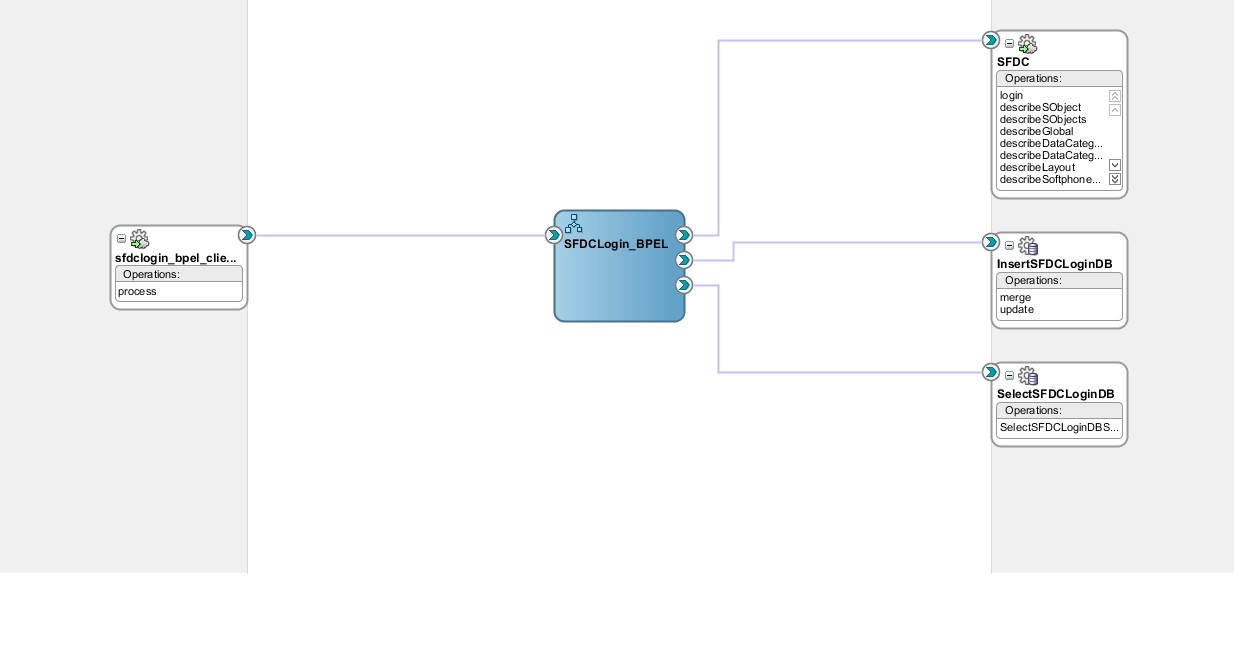 sfdclogin_bpel_clie...
Operations:
process
SFDCLogin_BPEL
SFDC
Operations:
login
describeSObject
describeSObjects
describeGlobal
describeDataCateg...
describeDataCateg...
describeLayout
describeSoftphone...
InsertSFDCLoginDB
Operations:
merge
update
SelectSFDCLoginDB
Operations:
SelectSFDCLoginDBS...